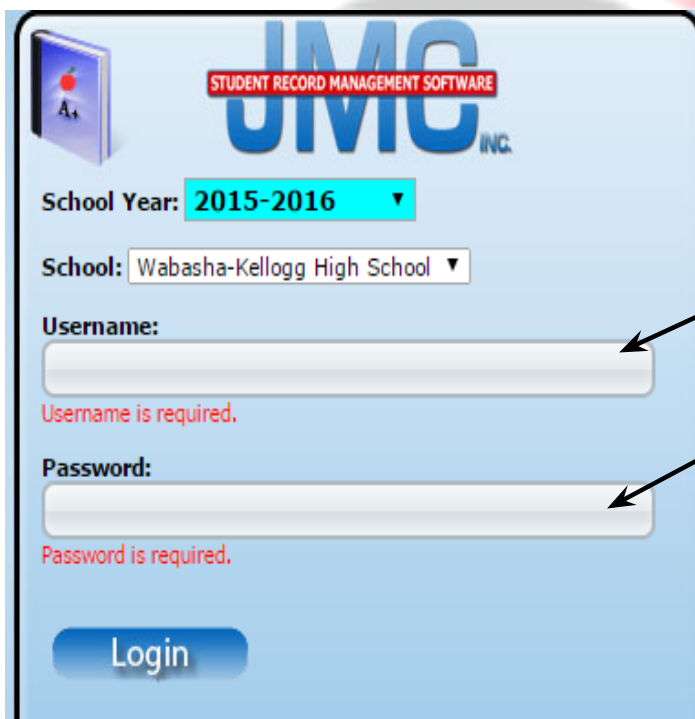 A+
STUDENT RECORD MANAGEMENT SOFTWARE
JMC
INC.
School Year: 2015-2016
School: Wabasha-Kellogg High School
Username:
Username is required.
Password:
Password is required.
Login